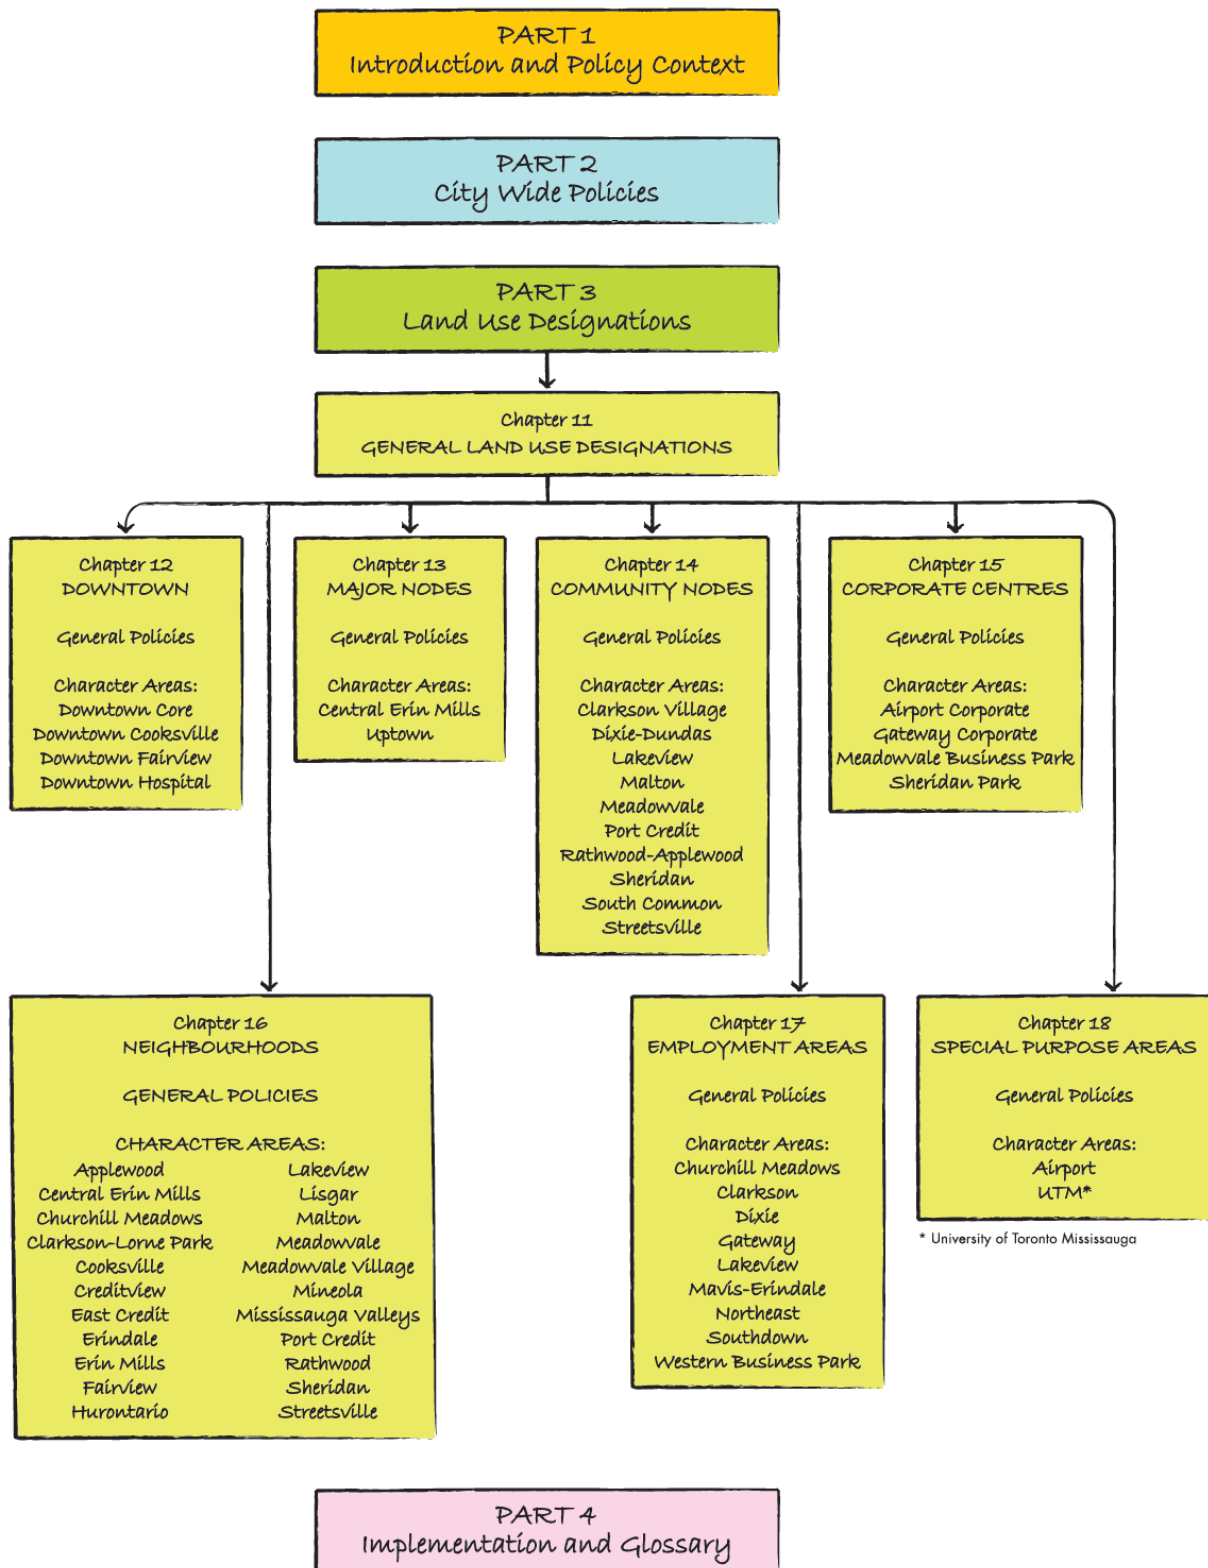 PART 1
Introduction and Policy Context
PART 2
City Wide Policies
PART 3
Land Use Designations
Chapter 11
GENERAL LAND USE DESIGNATIONS
Chapter 12
DOWNTOWN
General Policies
Character Areas:
Downtown Core
Downtown Cooksville
Downtown Fairview
Downtown Hospital
Chapter 13
MAJOR NODES
General Policies
Character Areas:
Central Erin Mills
Uptown
Chapter 14
COMMUNITY NODES
General Policies
Character Areas:
Clarkson Village
Dixie-Dundas
Lakeview
Malton
Meadowvale
Port Credit
Rathwood-Applewood
Sheridan
South Common
Streetsville
Chapter 15
CORPORATE CENTRES
General Policies
Character Areas:
Airport Corporate
Gateway Corporate
Meadowvale Business Park
Sheridan Park
Chapter 16
NEIGHBOURHOODS
GENERAL POLICIES
CHARACTER AREAS:
Applewood
Central Erin Mills
Churchill Meadows
Clarkson-Lorne Park
Cooksville
Creditview
East Credit
Erindale
Erin Mills
Fairview
Hurontario
Lakeview
Lisgar
Malton
Meadowvale
Meadowvale Village
Mineola
Mississauga Valleys
Port Credit
Rathwood
Sheridan
Streetsville
Chapter 17
EMPLOYMENT AREAS
General Policies
Character Areas:
Churchill Meadows
Clarkson
Dixie
Gateway
Lakeview
Mavis-Erindale
Northeast
Southdown
Western Business Park
Chapter 18
SPECIAL PURPOSE AREAS
General Policies
Character Areas:
Airport
UTM*
* University of Toronto Mississauga
PART 4
Implementation and Glossary